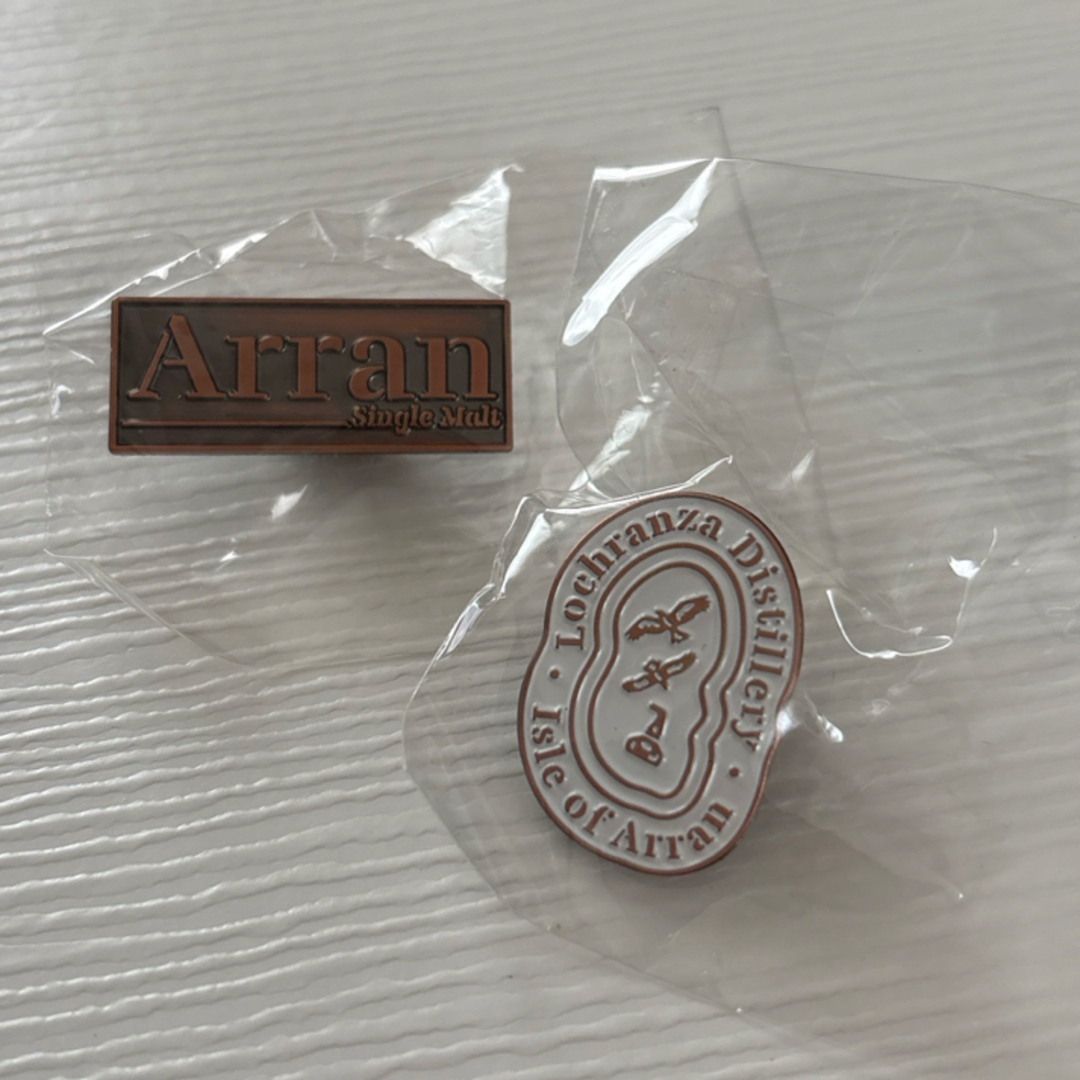 Arran
Single Malt
Lochranza Distillery
• Isle of Arran •